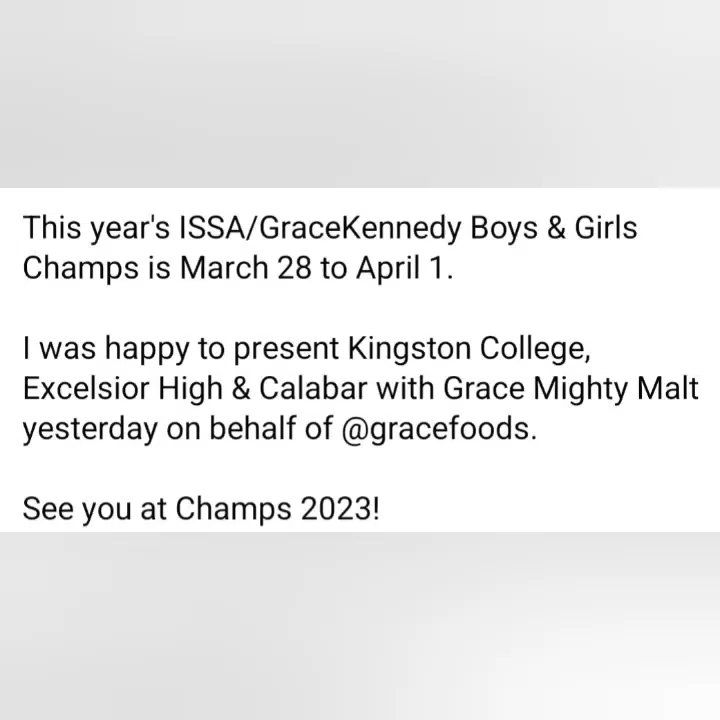 This year's ISSA/GraceKennedy Boys & Girls
Champs is March 28 to April 1.
I was happy to present Kingston College,
Excelsior High & Calabar with Grace Mighty Malt
yesterday on behalf of @gracefoods.
See you at Champs 2023!